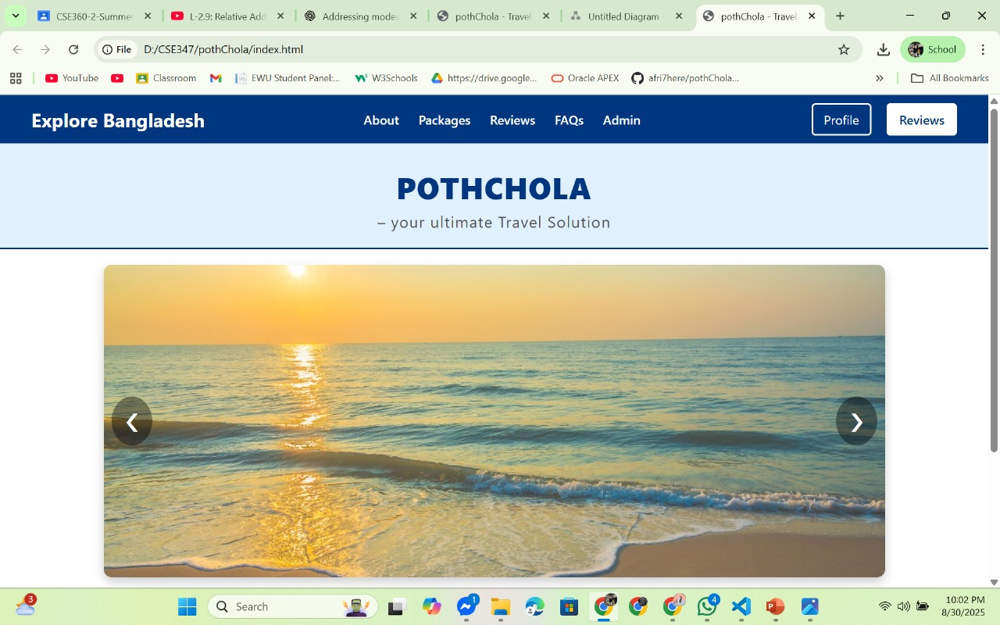 CSE360-2-Summer
L-2.9: Relative Add
Addressing modes
pothChola - Travel
Untitled Diagram -
pothChola - Travel
File
D:/CSE347/pothChola/index.html
School
YouTube
Classroom
EWU Student Panel:...
W3Schools
https://drive.google...
Oracle APEX
afri7here/pothChola...
All Bookmarks
Explore Bangladesh
About
Packages
Reviews
FAQs
Admin
Profile
Reviews
POTHCHOLA
– your ultimate Travel Solution
❮
❯
3
Search
1
4
10:02 PM
8/30/2025